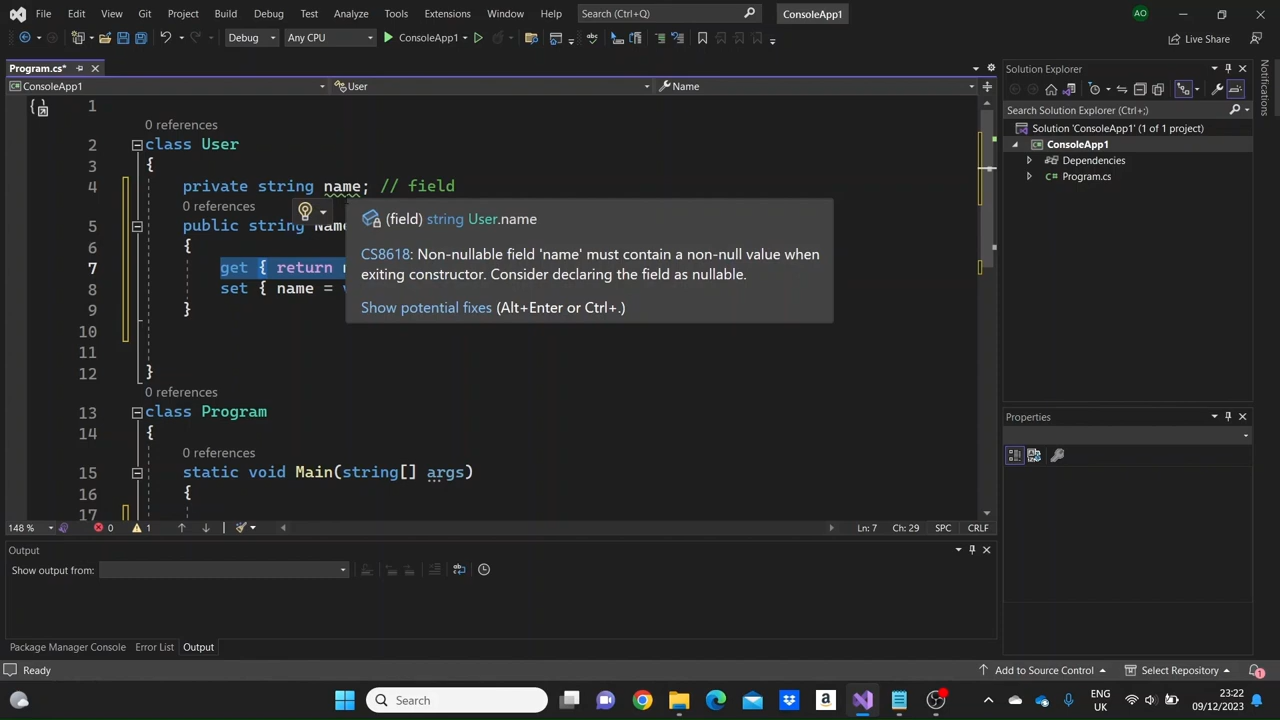 File Edit View Git Project Build Debug Test Analyze Tools Extensions Window Help Search (Ctrl+Q) ConsoleApp1 AO
Debug Any CPU ConsoleApp1 Live Share
Program.cs*
ConsoleApp1 User Name
1
0 references
2 class User
3 {
4 private string name; // field
0 references
5 public string Name
6 {
7 get { return
8 set { name =
9 }
10
11
12 }
0 references
13 class Program
14 {
0 references
15 static void Main(string[] args)
16 {
17
(field) string User.name
CS8618: Non-nullable field 'name' must contain a non-null value when
exiting constructor. Consider declaring the field as nullable.
Show potential fixes (Alt+Enter or Ctrl+.)
148 % 0 1 Ln: 7 Ch: 29 SPC CRLF
Output
Show output from:
Package Manager Console Error List Output
Solution Explorer
Search Solution Explorer (Ctrl+;)
Solution 'ConsoleApp1' (1 of 1 project)
ConsoleApp1
Dependencies
Program.cs
Properties
Notifications
Ready Add to Source Control Select Repository 1
Search ENG 23:22
UK 09/12/2023